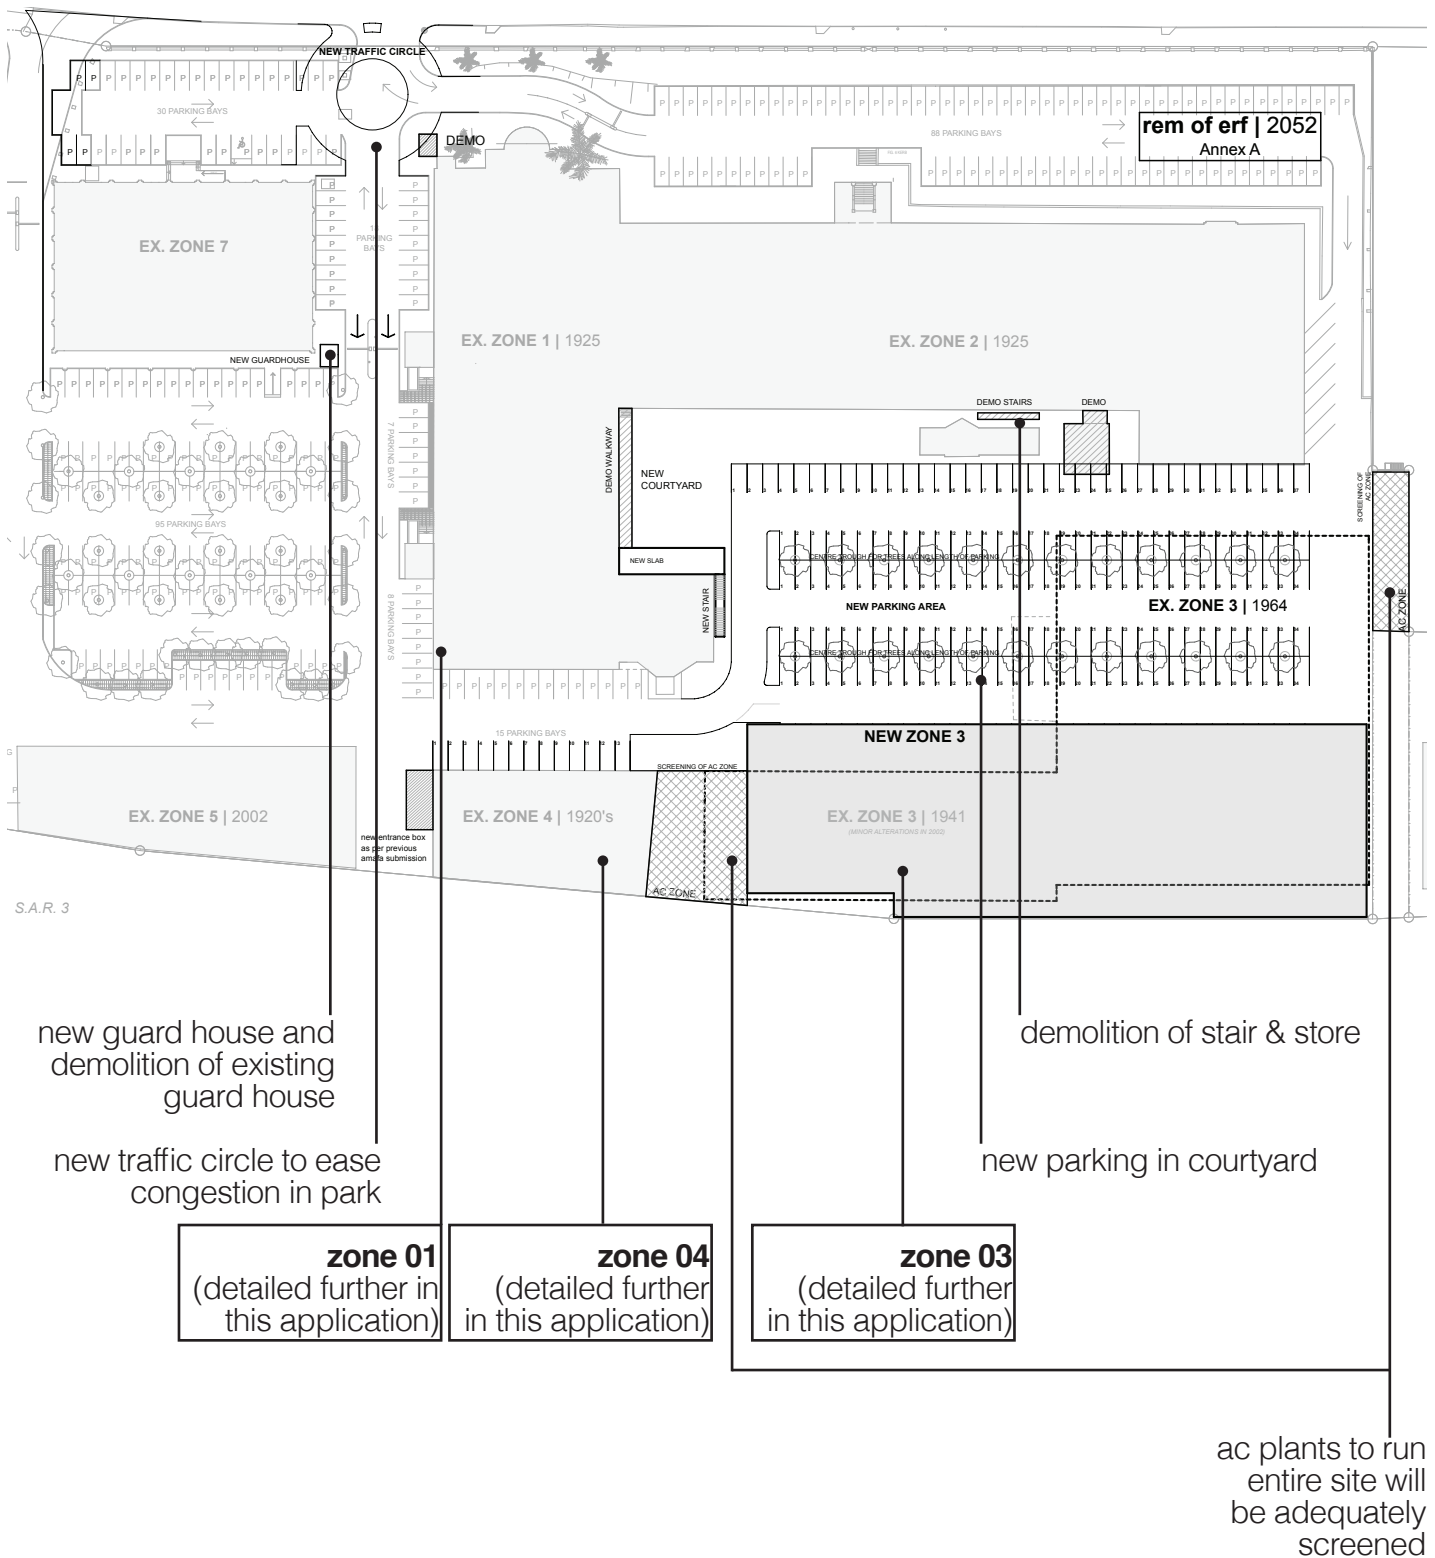 NEW TRAFFIC CIRCLE
30 PARKING BAYS
DEMO
88 PARKING BAYS
rem of erf | 2052
Annex A
EX. ZONE 7
PARKING
BAYS
NEW GUARDHOUSE
EX. ZONE 1 | 1925
EX. ZONE 2 | 1925
DEMO STAIRS
DEMO
7 PARKING BAYS
DEMO WALKWAY
NEW
COURTYARD
SCREENING OF
AC ZONE
95 PARKING BAYS
CENTRE TROUGH FOR TREES ALONG LENGTH OF PARKING
NEW SLAB
NEW STAIR
8 PARKING BAYS
NEW PARKING AREA
EX. ZONE 3 | 1964
AC ZONE
CENTRE TROUGH FOR TREES ALONG LENGTH OF PARKING
15 PARKING BAYS
NEW ZONE 3
SCREENING OF AC ZONE
EX. ZONE 5 | 2002
EX. ZONE 4 | 1920's
EX. ZONE 3 | 1941
(MINOR ALTERATIONS IN 2002)
new entrance box
as per previous
amafa submission
AC ZONE
S.A.R. 3
new guard house and
demolition of existing
guard house
demolition of stair & store
new traffic circle to ease
congestion in park
new parking in courtyard
zone 01
(detailed further in
this application)
zone 04
(detailed further
in this application)
zone 03
(detailed further
in this application)
ac plants to run
entire site will
be adequately
screened